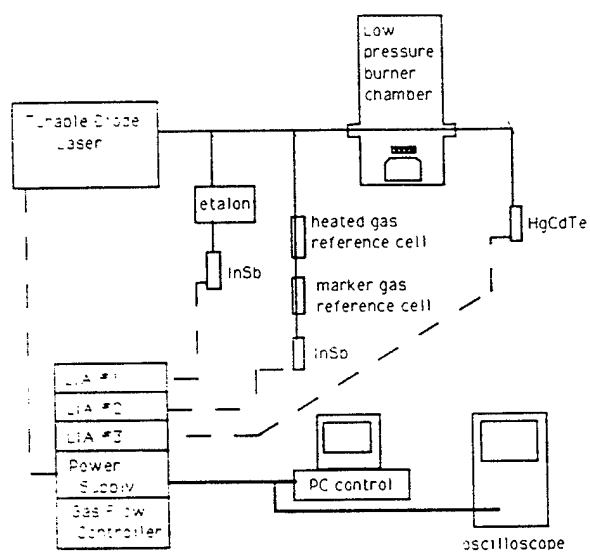 Low
pressure
burner
chamber
Tunable Diode
Laser
etalon
heated gas
reference cell
HgCdTe
InSb
marker gas
reference cell
InSb
LIA #1
LIA #2
LIA #3
Power
Supply
PC control
Gas Flow
Controller
oscilloscope